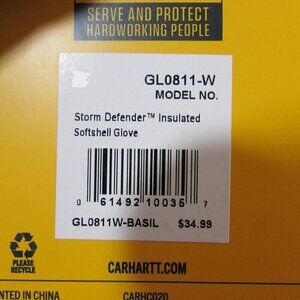 SERVE AND PROTECT
HARDWORKING PEOPLE
GL0811-W
MODEL NO.
Storm Defender™ Insulated
Softshell Glove
0 61492 10035 7
GL0811W-BASIL $34.99
PLEASE
RECYCLE
CARHARTT.COM
NTED IN CHINA
CARHC020